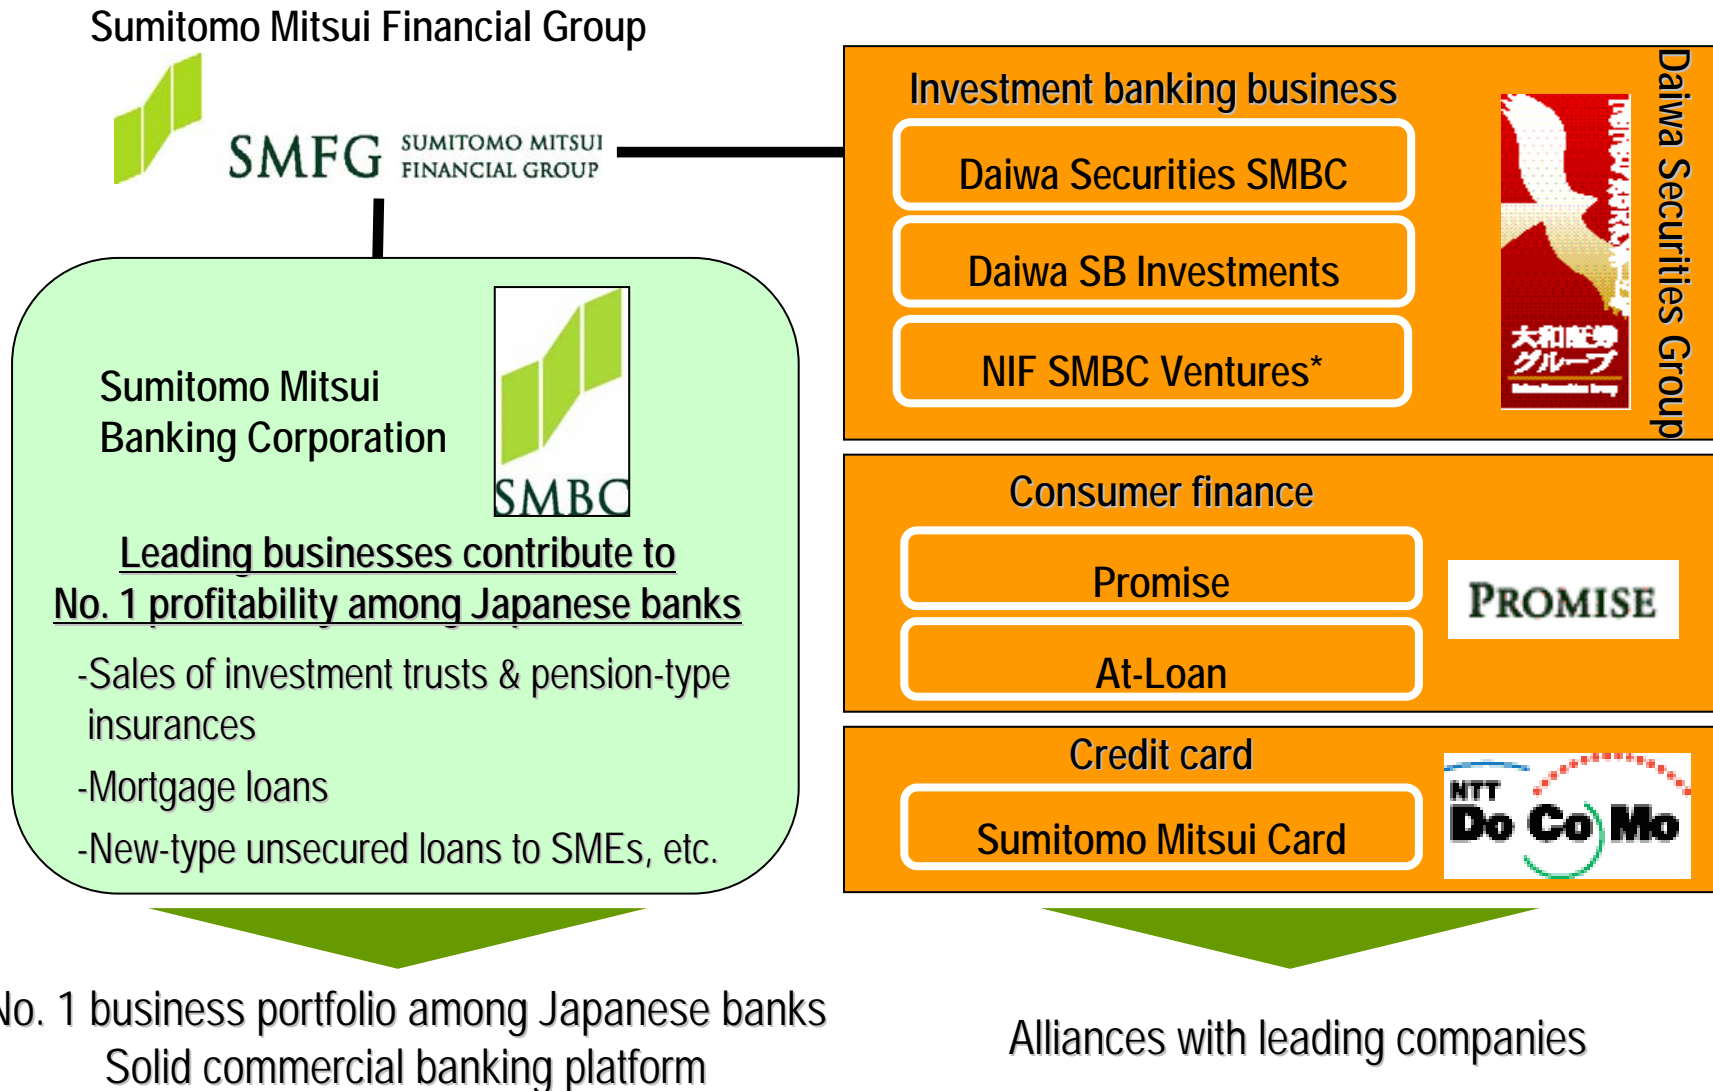 Sumitomo Mitsui Financial Group
SMFG SUMITOMO MITSUI
FINANCIAL GROUP
Sumitomo Mitsui
Banking Corporation
SMBC
Leading businesses contribute to
No. 1 profitability among Japanese banks
-Sales of investment trusts & pension-type
insurances
-Mortgage loans
-New-type unsecured loans to SMEs, etc.
No. 1 business portfolio among Japanese banks
Solid commercial banking platform
Investment banking business
Daiwa Securities SMBC
Daiwa SB Investments
NIF SMBC Ventures*
大和証券
グループ
Daiwa Securities Group
Consumer finance
Promise
At-Loan
PROMISE
Credit card
Sumitomo Mitsui Card
NTT
Do Co Mo
Alliances with leading companies